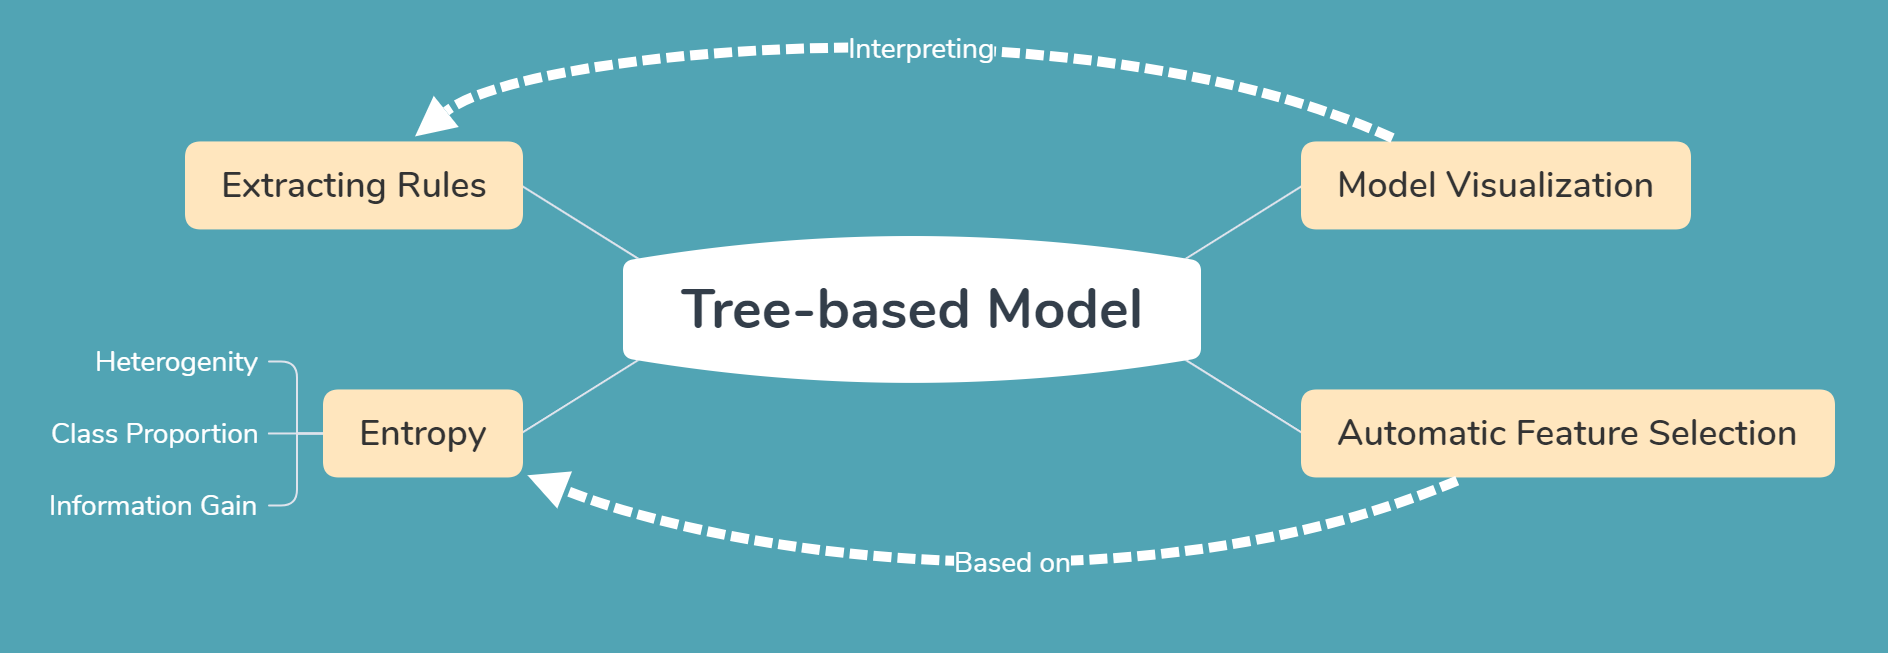 Interpreting
Extracting Rules
Model Visualization
Tree-based Model
Heterogenity
Class Proportion
Information Gain
Entropy
Automatic Feature Selection
Based on